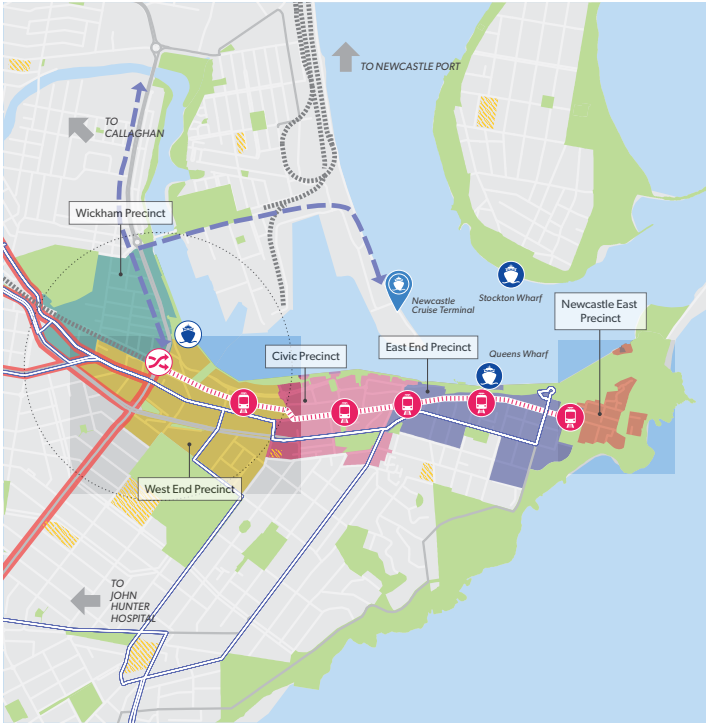 TO NEWCASTLE PORT
TO
CALLAGHAN
Wickham Precinct
Newcastle
Cruise Terminal
Stockton Wharf
Newcastle East
Precinct
Civic Precinct
East End Precinct
Queens Wharf
West End Precinct
TO
JOHN
HUNTER
HOSPITAL